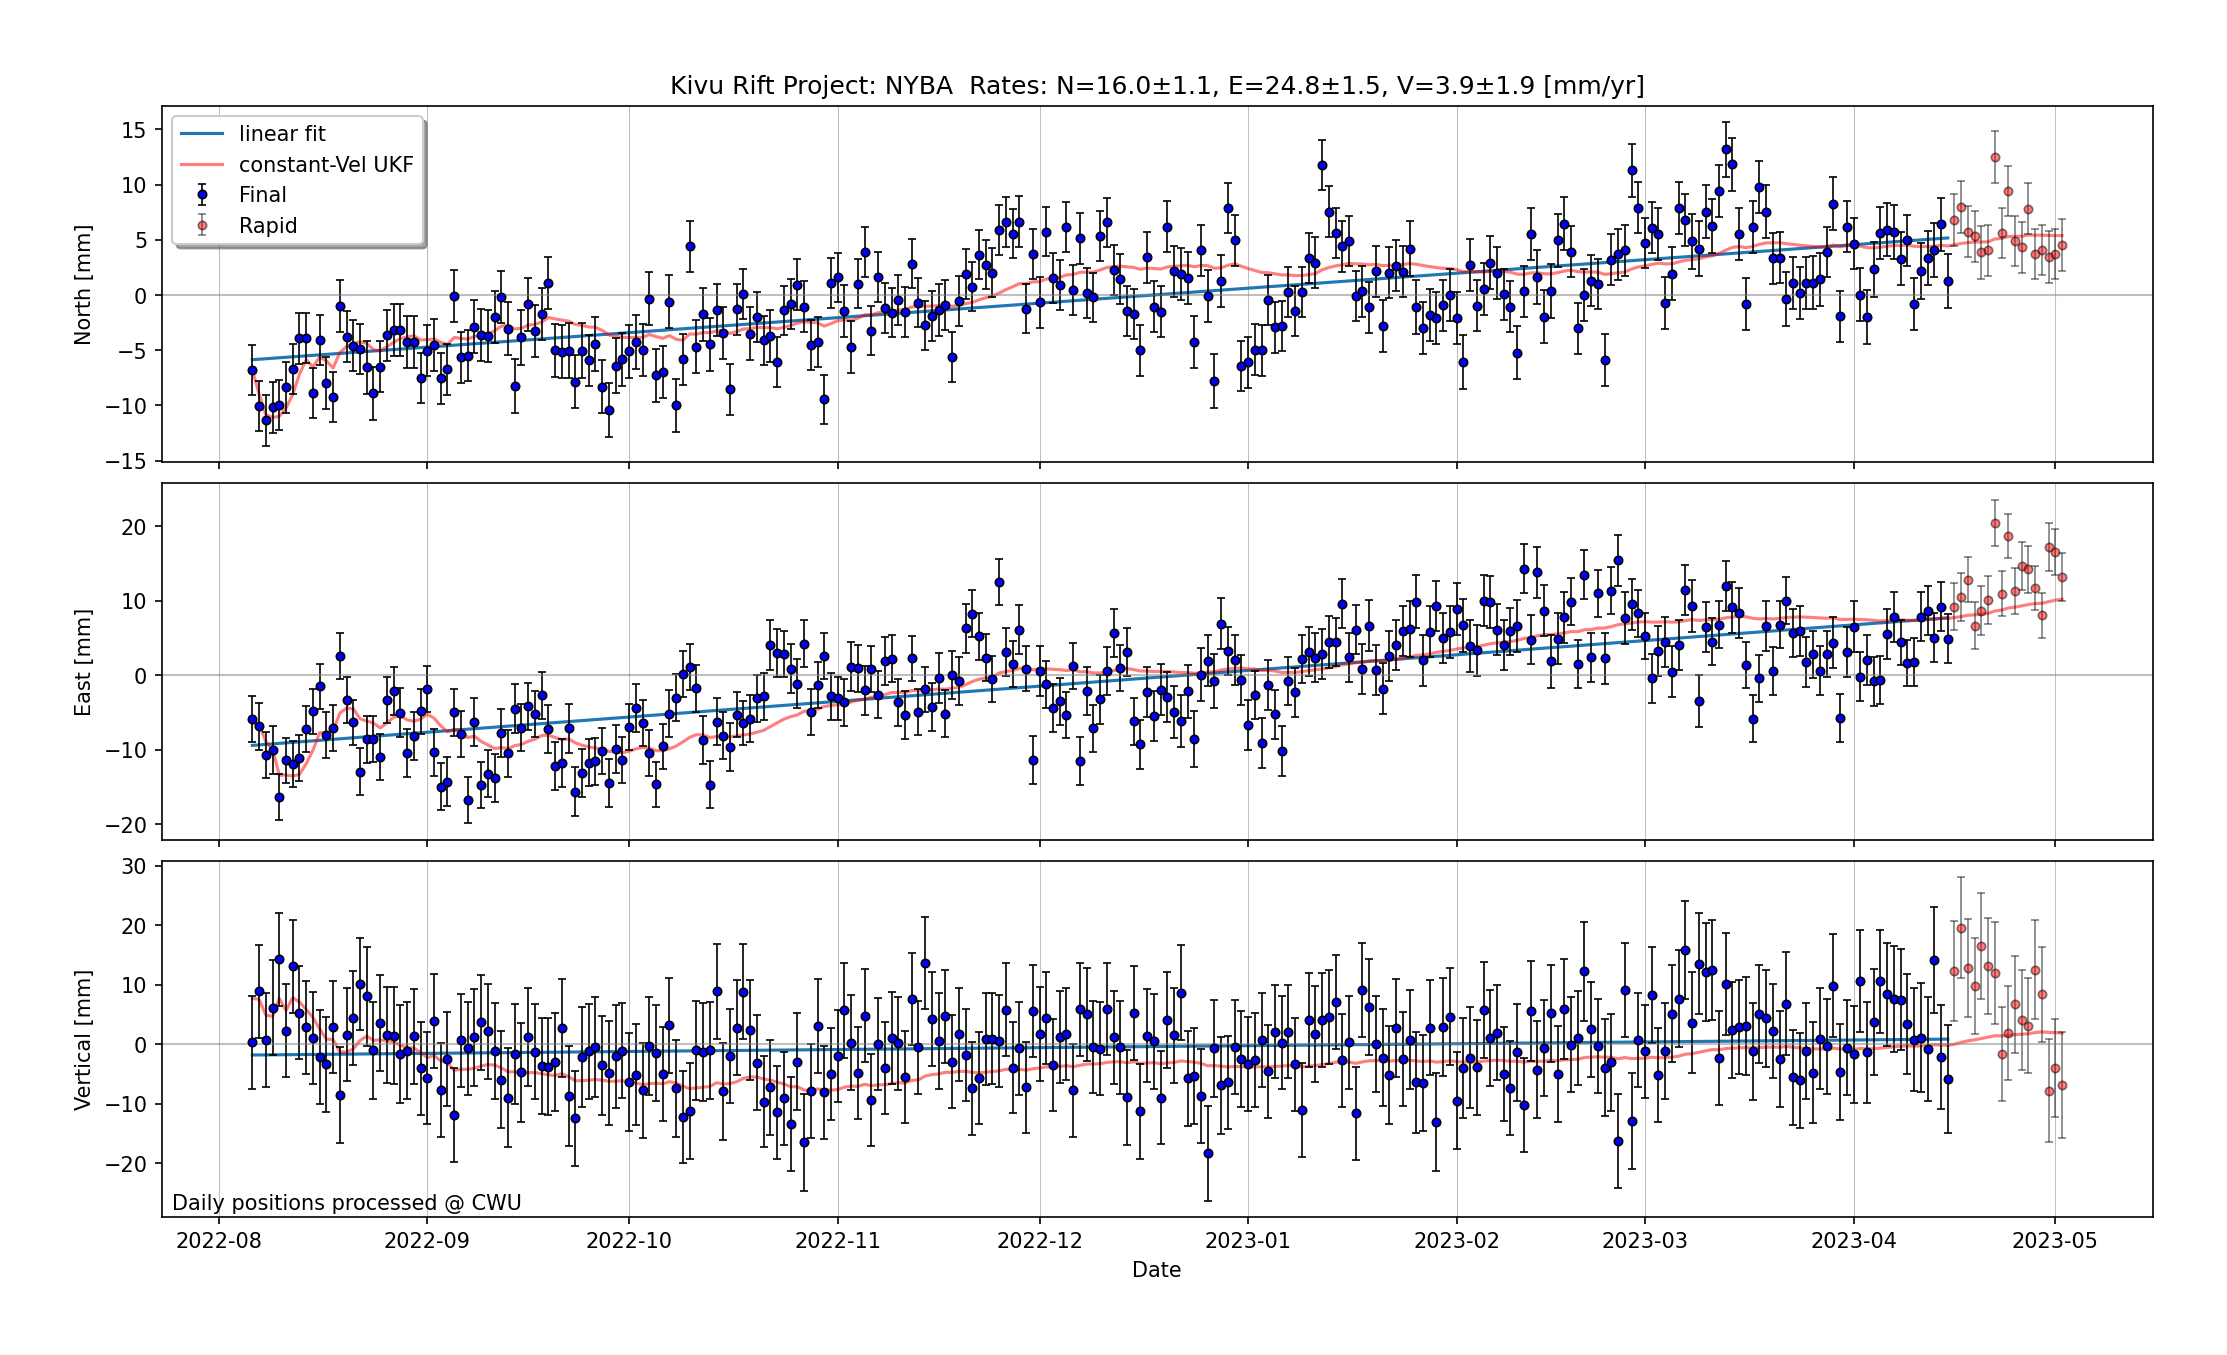 Kivu Rift Project: NYBA  Rates: N=16.0±1.1, E=24.8±1.5, V=3.9±1.9 [mm/yr]
linear fit
constant-Vel UKF
Final
Rapid
North [mm]
15
10
5
0
−5
−10
−15
East [mm]
20
10
0
−10
−20
Vertical [mm]
30
20
10
0
−10
−20
Daily positions processed @ CWU
2022-08 2022-09 2022-10 2022-11 2022-12 2023-01 2023-02 2023-03 2023-04 2023-05
Date